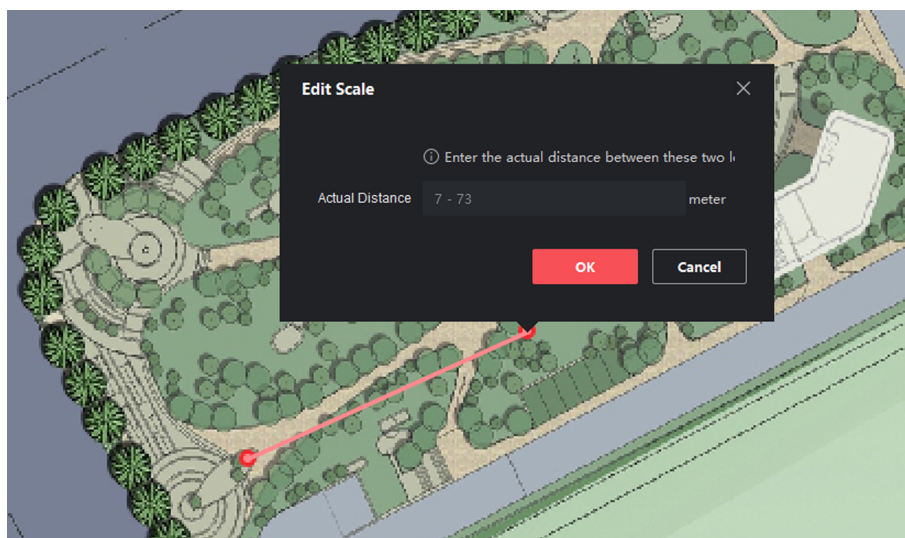 Edit Scale
Enter the actual distance between these two
Actual Distance 7 - 73 meter
OK Cancel